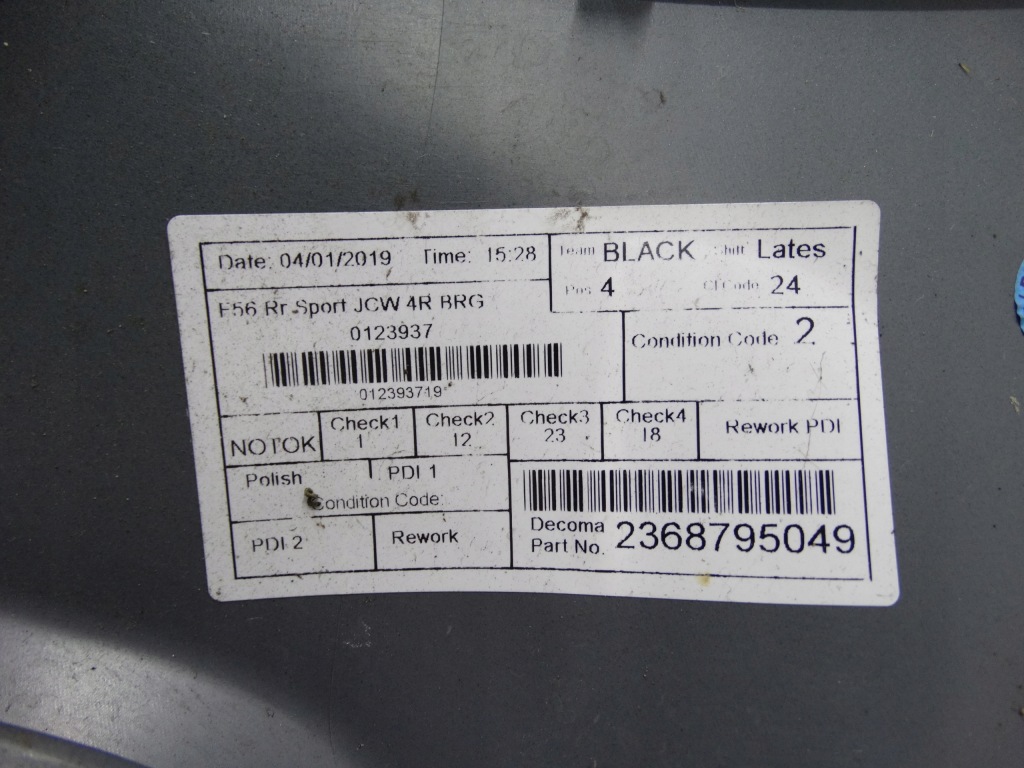 Date: 04/01/2019 Time: 15:28
Team BLACK Shift Lates
Pos 4 Cl Code 24
F56 Rr Sport JCW 4R BRG
0123937
012393719*
Condition Code 2
NOTOK
Check1
1
Check2
12
Check3
23
Check4
18
Rework PDI
Polish
PDI 1
Condition Code:
PDI 2
Rework
Decoma
Part No. 2368795049